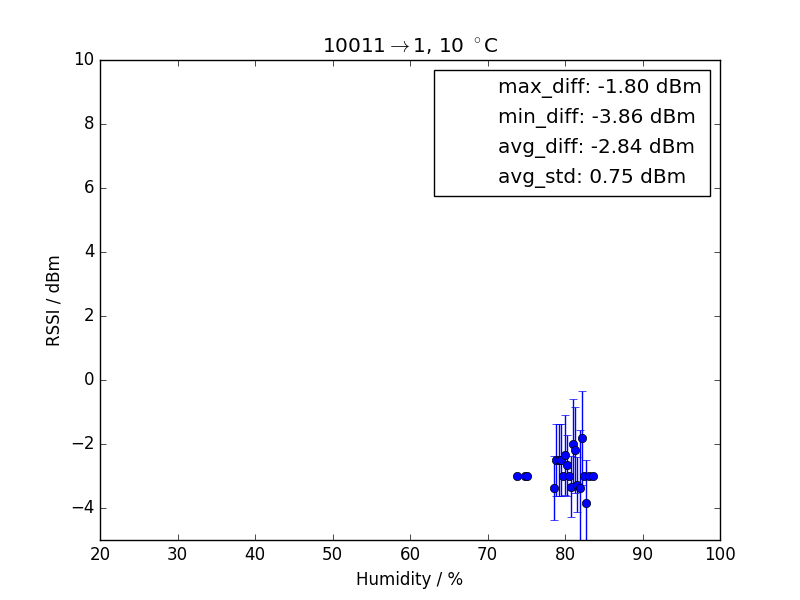 10011→1, 10 °C
max_diff: -1.80 dBm
min_diff: -3.86 dBm
avg_diff: -2.84 dBm
avg_std: 0.75 dBm
RSSI / dBm
10
8
6
4
2
0
−2
−4
20 30 40 50 60 70 80 90 100
Humidity / %